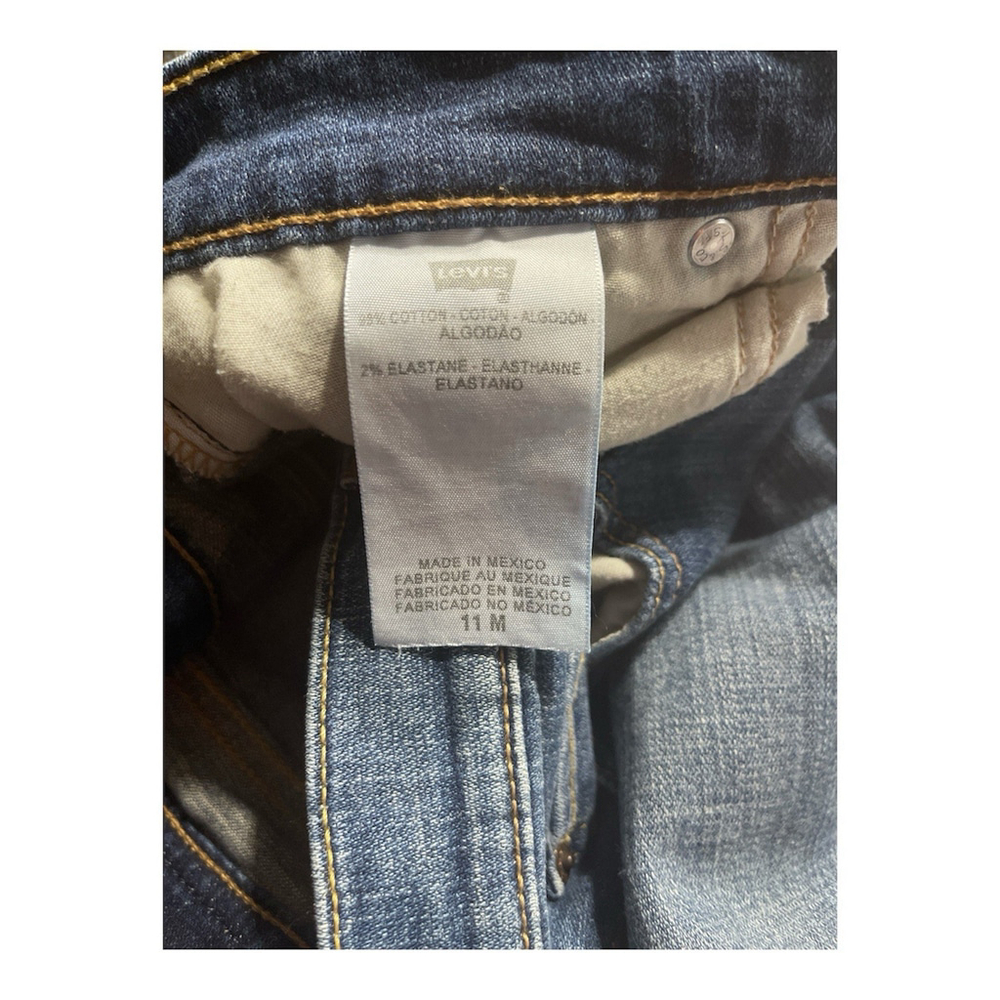 Levi's
®
98% COTTON - COTON - ALGODÓN -
ALGODÃO
2% ELASTANE - ELASTHANNE -
ELASTANO
MADE IN MEXICO
FABRIQUE AU MEXIQUE
FABRICADO EN MEXICO
FABRICADO NO MÉXICO
11 M